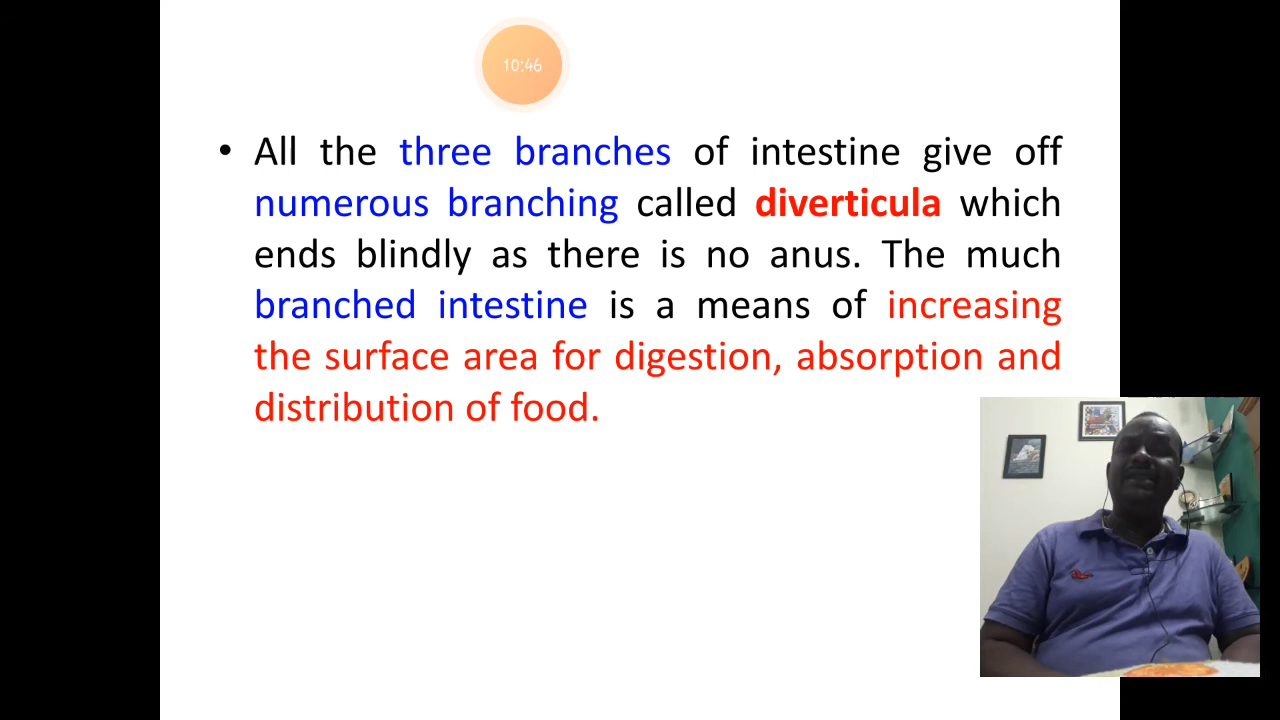 10:46
• All the three branches of intestine give off
numerous branching called diverticula which
ends blindly as there is no anus. The much
branched intestine is a means of increasing
the surface area for digestion, absorption and
distribution of food.